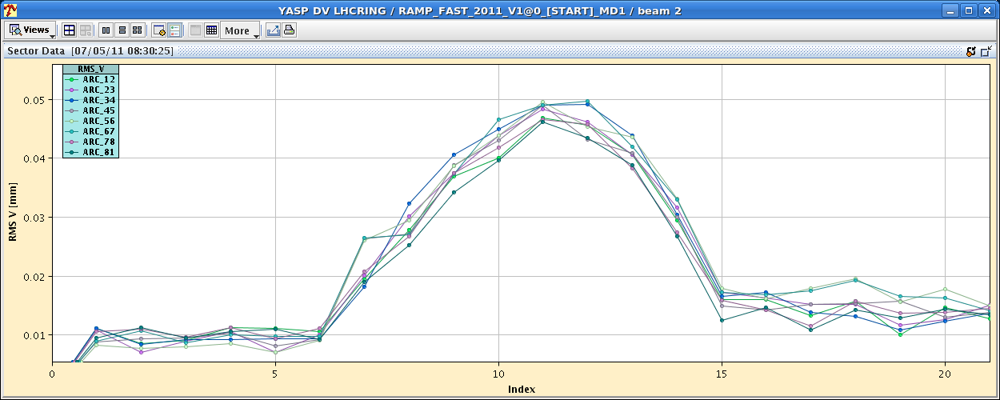 YASP DV LHCRING / RAMP_FAST_2011_V1@0_[START]_MD1 / beam 2
Views
More
Sector Data [07/05/11 08:30:25]
RMS_V
ARC_12
ARC_23
ARC_34
ARC_45
ARC_56
ARC_67
ARC_78
ARC_81
0.05
0.04
0.03
0.02
0.01
RMS V [mm]
0 5 10 15 20
Index